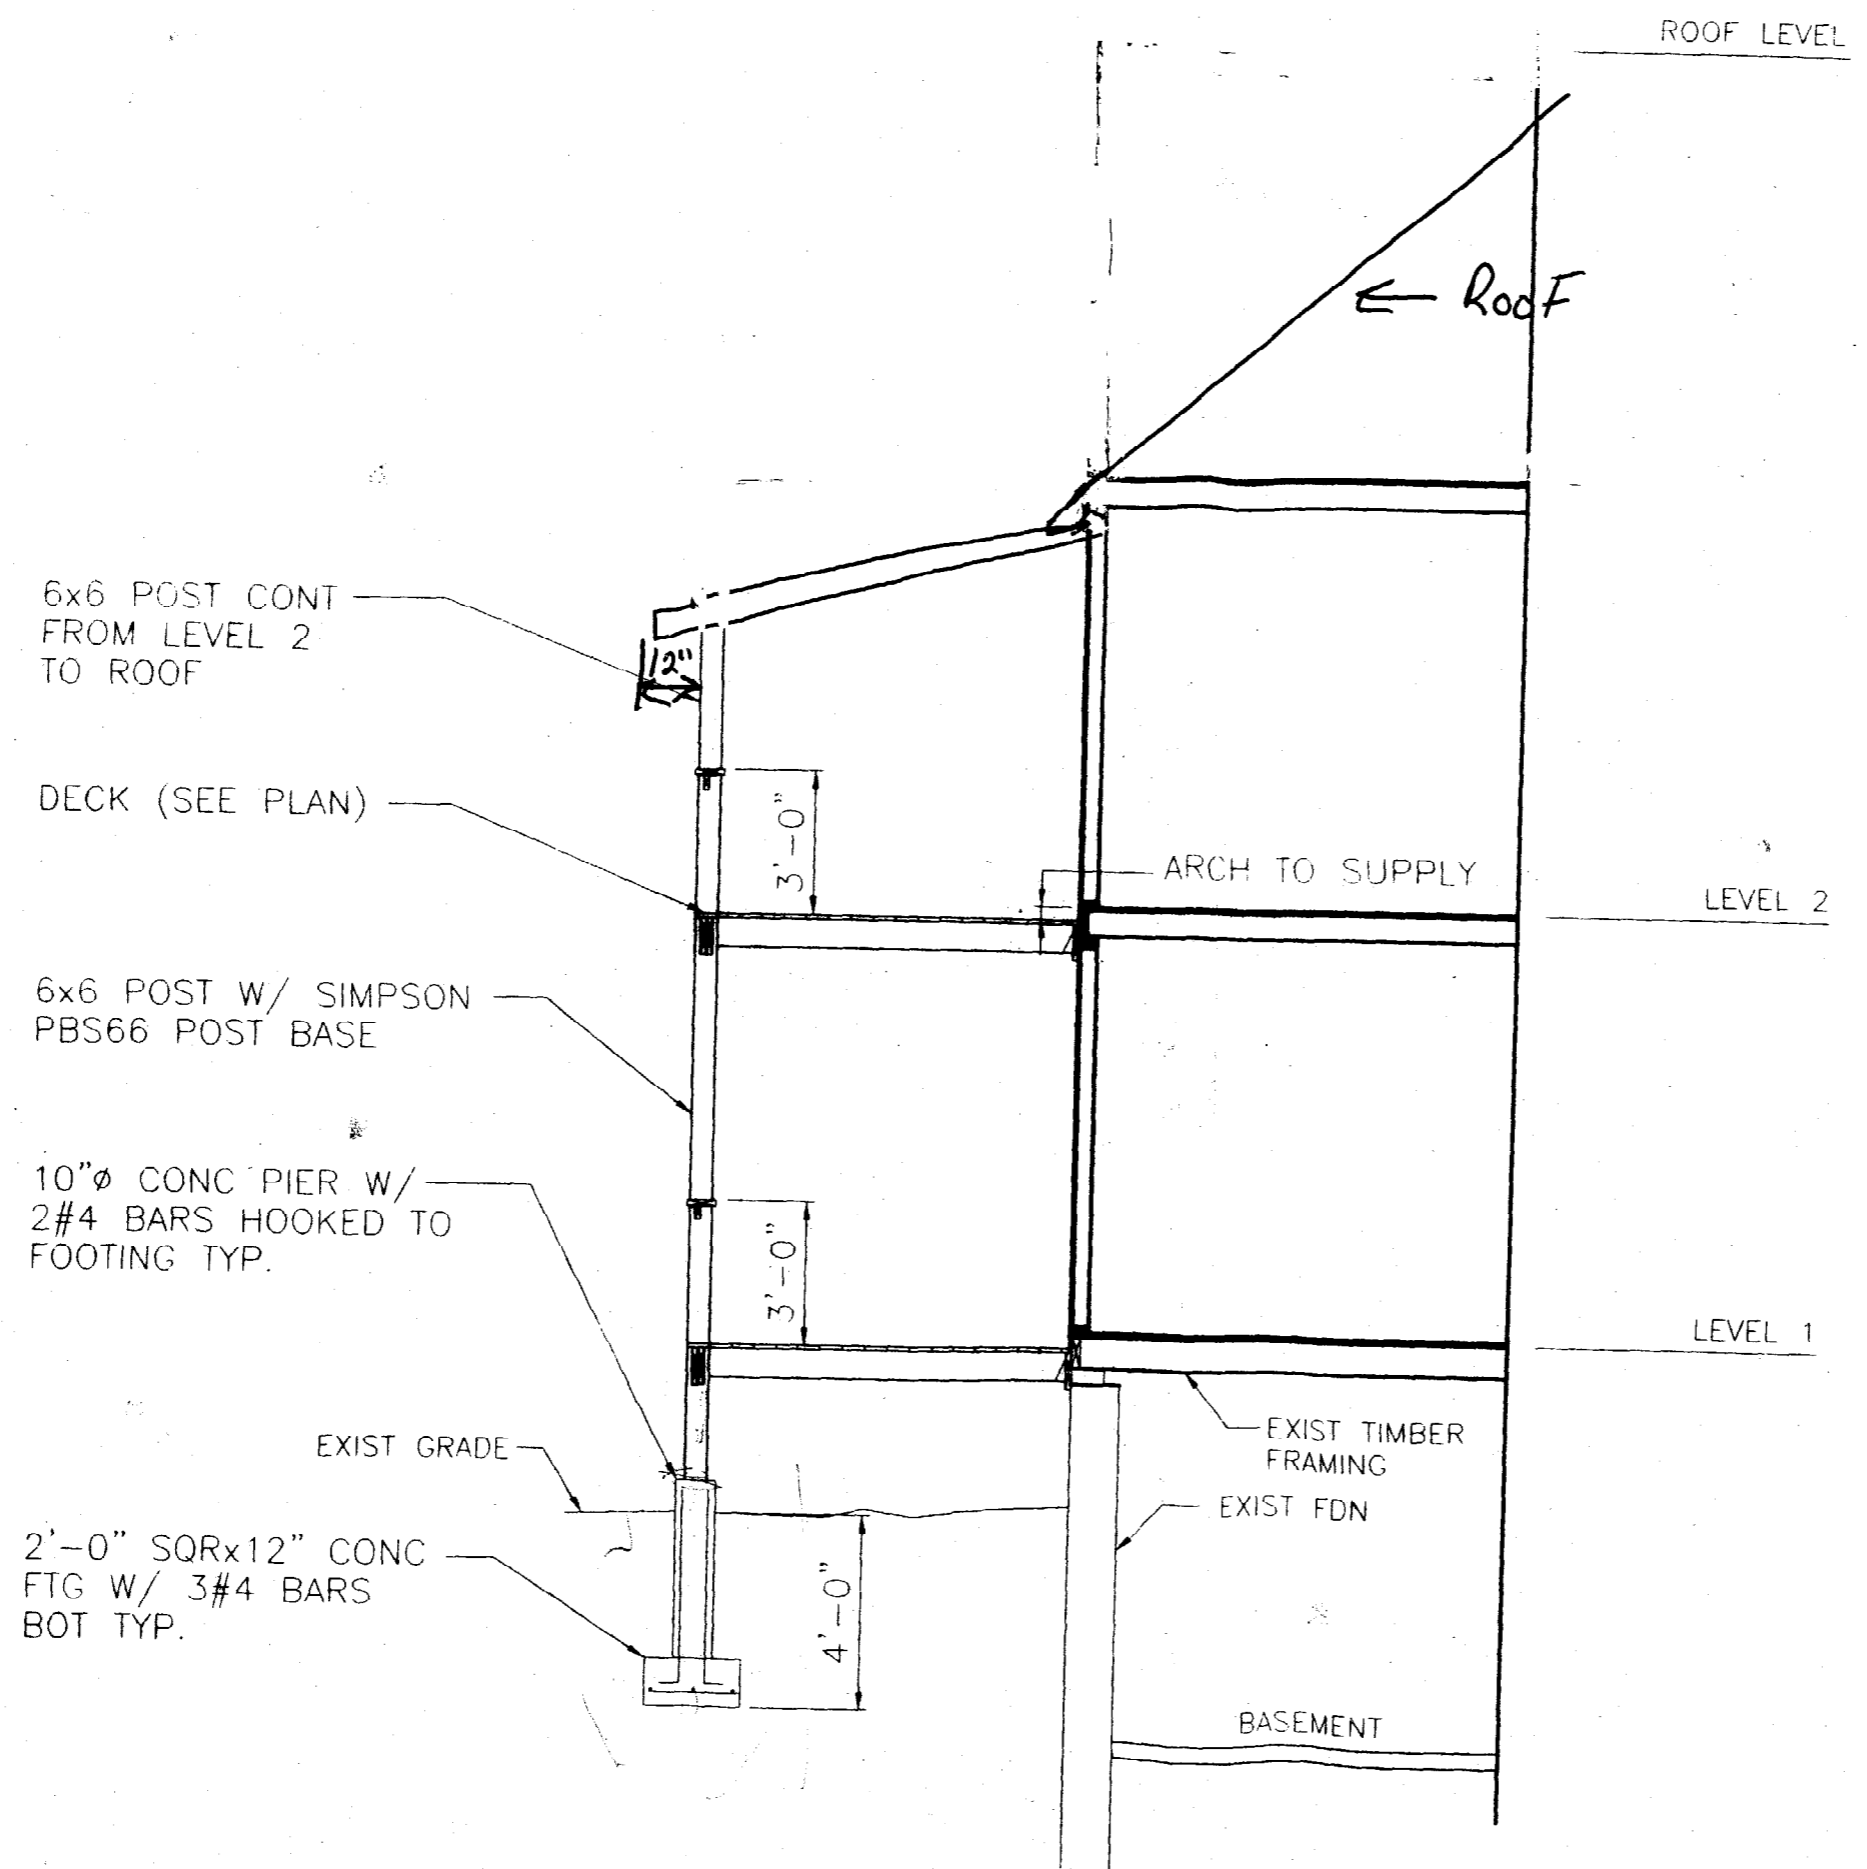 ROOF LEVEL
← RooF
6x6 POST CONT
FROM LEVEL 2
TO ROOF
12"
DECK (SEE PLAN)
3'-0"
ARCH TO SUPPLY
LEVEL 2
6x6 POST W/ SIMPSON
PBS66 POST BASE
10"ø CONC PIER W/
2#4 BARS HOOKED TO
FOOTING TYP.
3'-0"
LEVEL 1
EXIST TIMBER
FRAMING
EXIST GRADE
EXIST FDN
2'-0" SQRx12" CONC
FTG W/ 3#4 BARS
BOT TYP.
4'-0"
BASEMENT